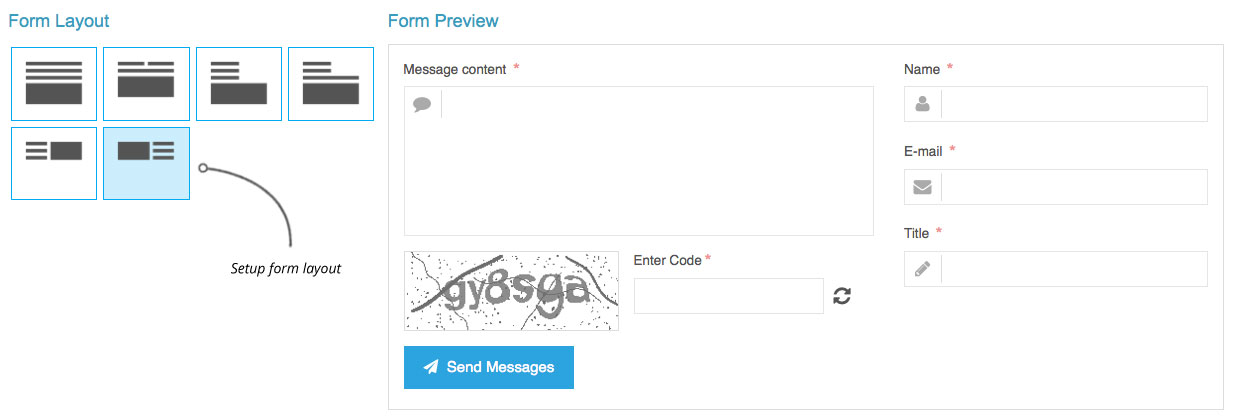 Form Layout
Setup form layout
Form Preview
Message content *
Name *
E-mail *
Title *
gy8sga
Enter Code *
Send Messages